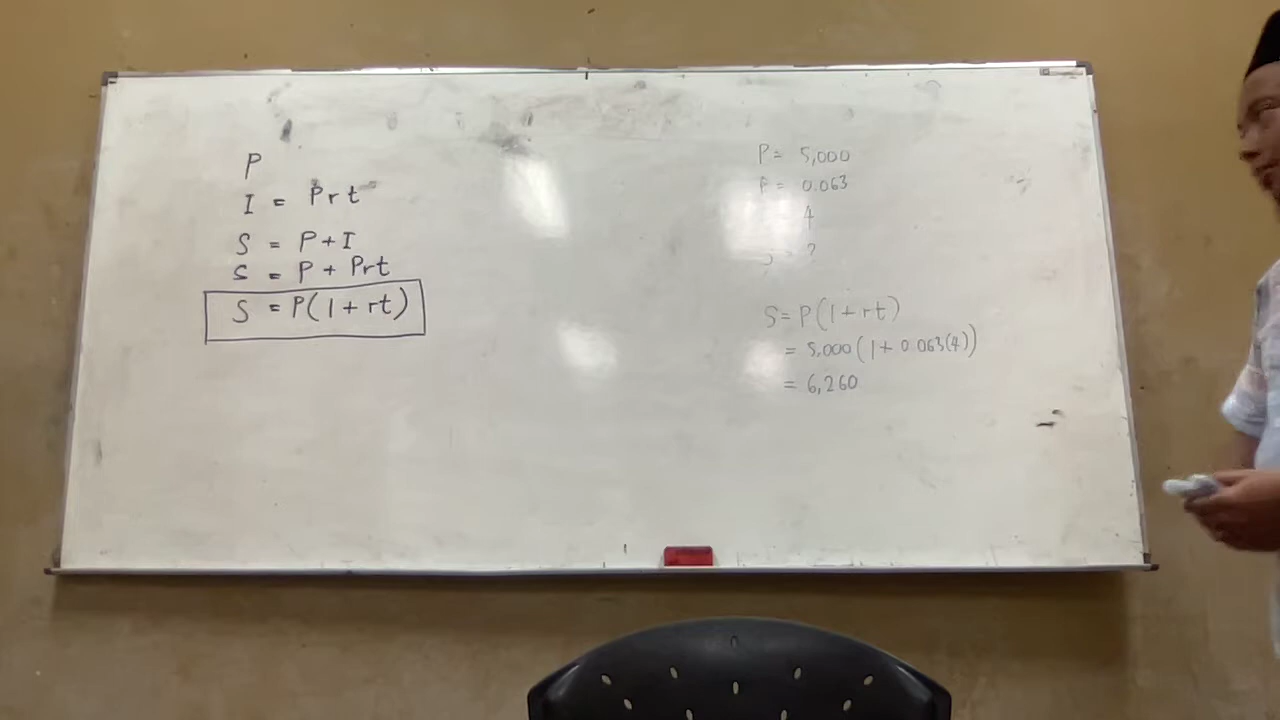 P
I = Prt
S = P + I
S = P + Prt
S = P(1 + rt)
P = 5,000
= 0.063
4
= ?
S = P(1 + rt)
= 5,000(1 + 0.063(4))
= 6,260